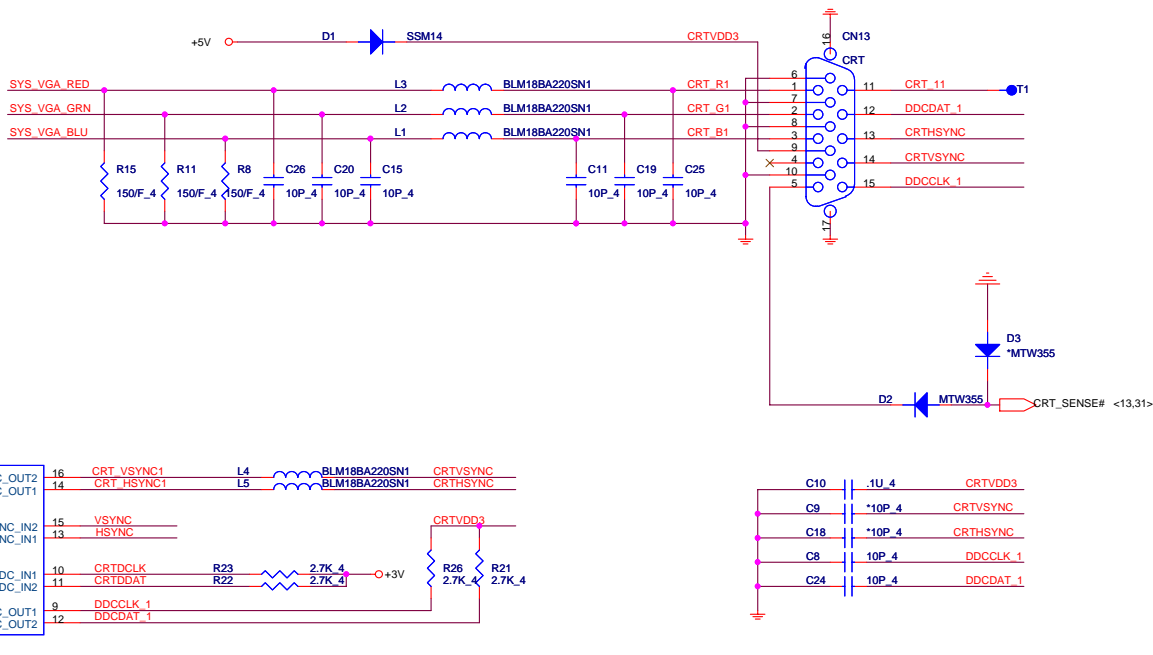 16
CN13
D1 SSM14 CRTVDD3
+5V
CRT
6
SYS_VGA_RED L3 BLM18BA220SN1 CRT_R1 1 11 CRT_11 T1
7
SYS_VGA_GRN L2 BLM18BA220SN1 CRT_G1 2 12 DDCDAT_1
8
SYS_VGA_BLU L1 BLM18BA220SN1 CRT_B1 3 13 CRTHSYNC
9
4 14 CRTVSYNC
R15 R11 R8 C26 C20 C15 C11 C19 C25 10
5 15 DDCCLK_1
150/F_4 150/F_4 150/F_4 10P_4 10P_4 10P_4 10P_4 10P_4 10P_4
17
D3
*MTW355
D2 MTW355 CRT_SENSE# <13,31>
C_OUT2 16 CRT_VSYNC1 L4 BLM18BA220SN1 CRTVSYNC
C_OUT1 14 CRT_HSYNC1 L5 BLM18BA220SN1 CRTHSYNC
C10 .1U_4 CRTVDD3
C9 *10P_4 CRTVSYNC
NC_IN2 15 VSYNC CRTVDD3
NC_IN1 13 HSYNC
C18 *10P_4 CRTHSYNC
C8 10P_4 DDCCLK_1
DC_IN1 10 CRTDCLK R23 2.7K_4 +3V R26 R21
DC_IN2 11 CRTDDAT R22 2.7K_4 2.7K_4 2.7K_4
C24 10P_4 DDCDAT_1
C_OUT1 9 DDCCLK_1
C_OUT2 12 DDCDAT_1